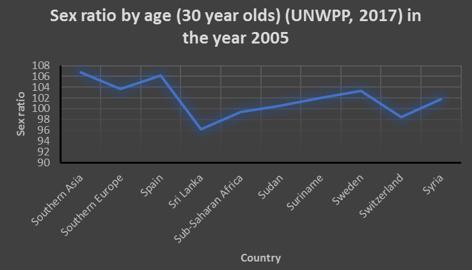 Sex ratio by age (30 year olds) (UNWPP, 2017) in
the year 2005
Sex ratio
108
106
104
102
100
98
96
94
92
90
Southern Asia
Southern Europe
Spain
Sri Lanka
Sub-Saharan Africa
Sudan
Suriname
Sweden
Switzerland
Syria
Country